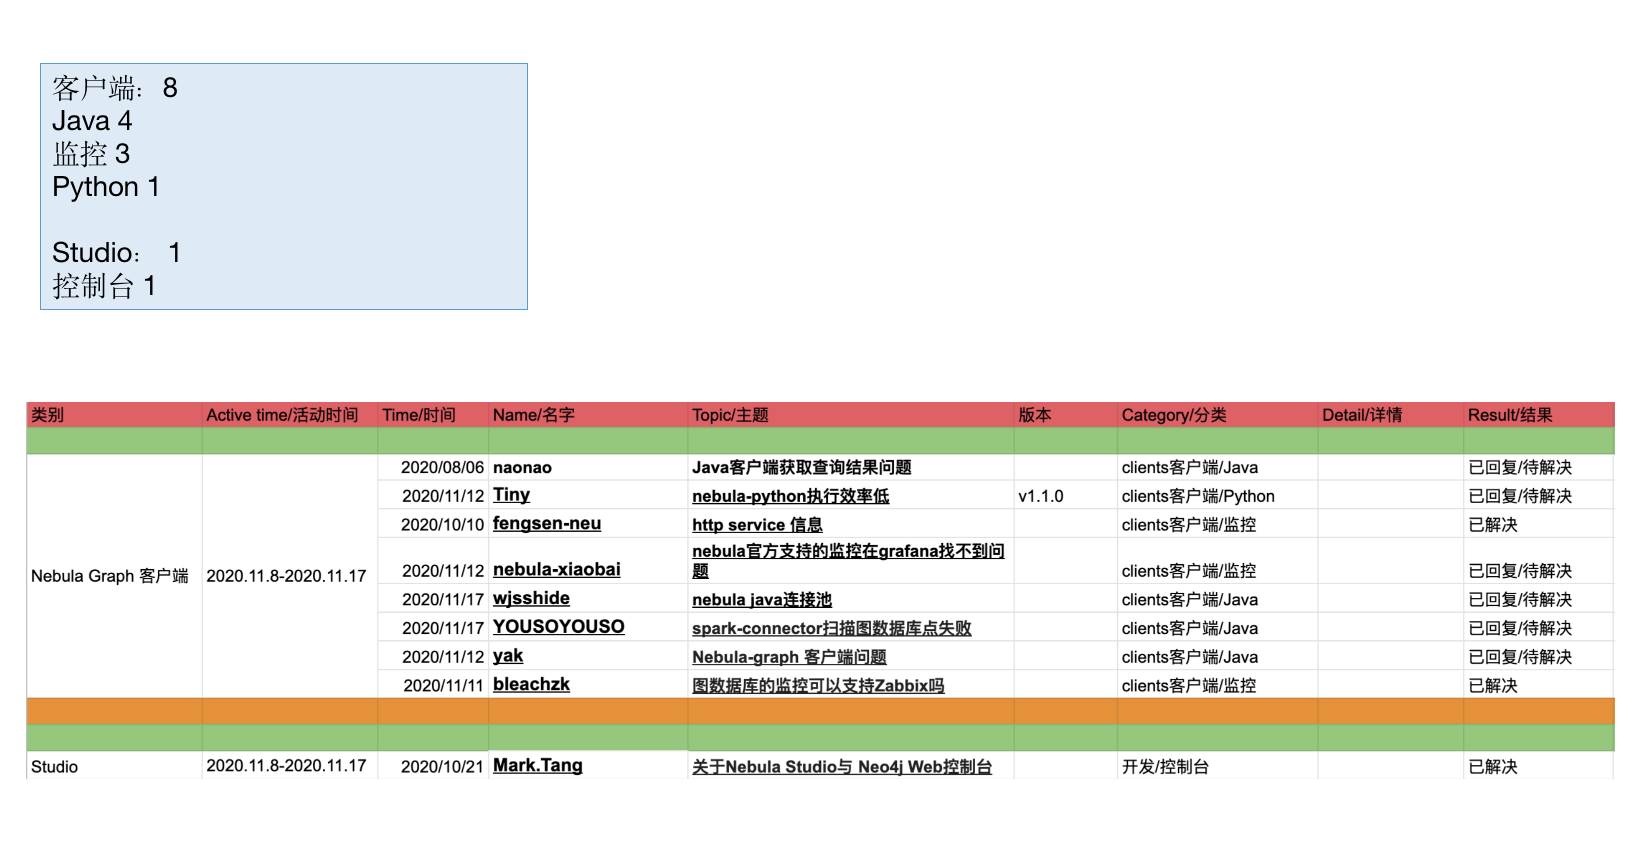 客户端：8
Java 4
监控 3
Python 1
Studio： 1
控制台 1
类别 Active time/活动时间 Time/时间 Name/名字 Topic/主题 版本 Category/分类 Detail/详情 Result/结果
2020/08/06 naonao Java客户端获取查询结果问题 clients客户端/Java 已回复/待解决
2020/11/12 Tiny nebula-python执行效率低 v1.1.0 clients客户端/Python 已回复/待解决
2020/10/10 fengsen-neu http service 信息 clients客户端/监控 已解决
nebula官方支持的监控在grafana找不到问
Nebula Graph 客户端 2020.11.8-2020.11.17 2020/11/12 nebula-xiaobai 题 clients客户端/监控 已回复/待解决
2020/11/17 wjsshide nebula java连接池 clients客户端/Java 已回复/待解决
2020/11/17 YOUSOYOUSO spark-connector扫描图数据库点失败 clients客户端/Java 已回复/待解决
2020/11/12 yak Nebula-graph 客户端问题 clients客户端/Java 已回复/待解决
2020/11/11 bleachzk 图数据库的监控可以支持Zabbix吗 clients客户端/监控 已解决
Studio 2020.11.8-2020.11.17 2020/10/21 Mark.Tang 关于Nebula Studio与 Neo4j Web控制台 开发/控制台 已解决